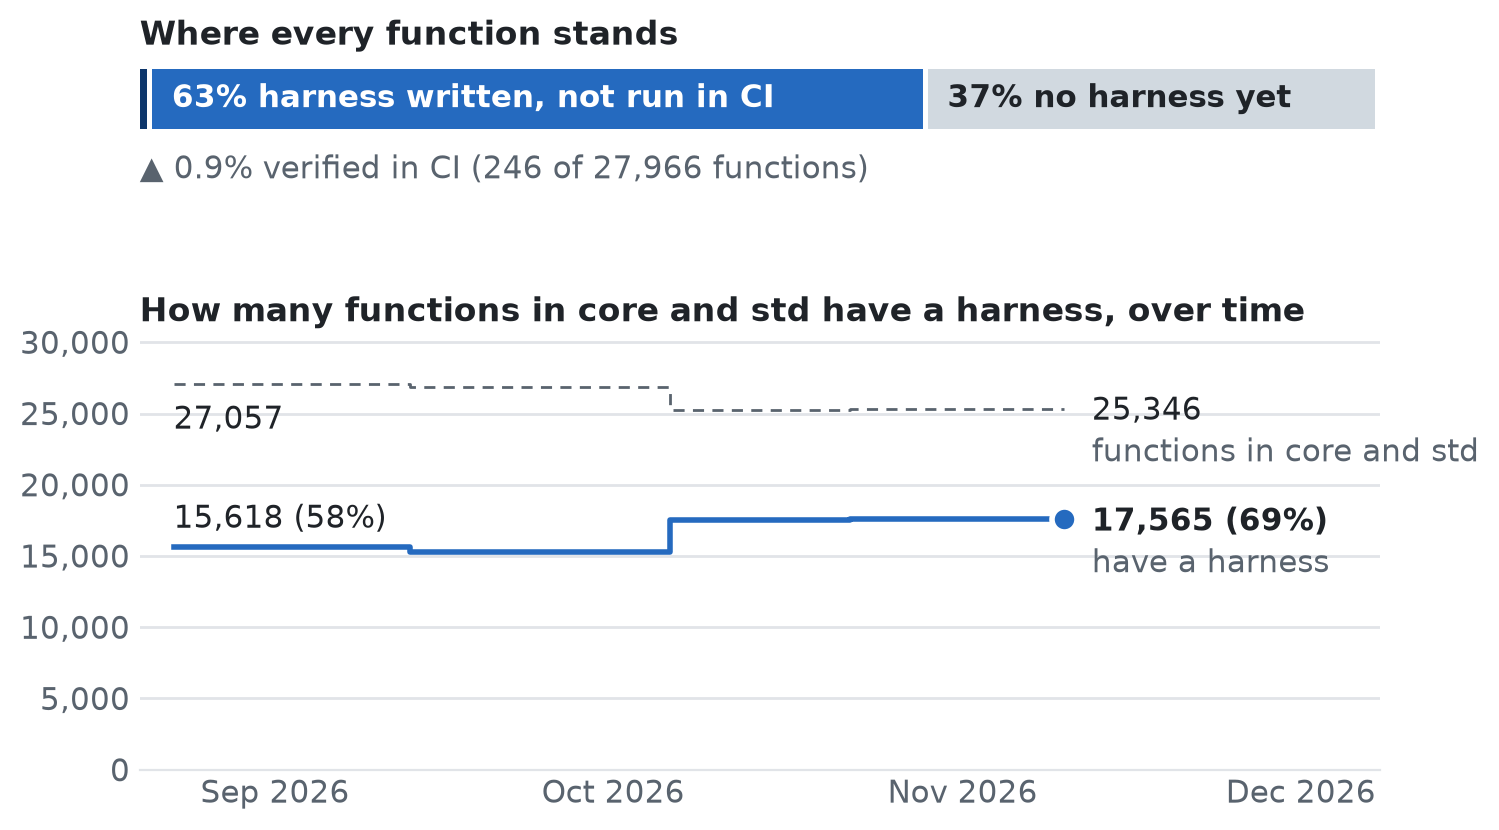 Where every function stands
63% harness written, not run in CI
37% no harness yet
▲ 0.9% verified in CI (246 of 27,966 functions)
How many functions in core and std have a harness, over time
30,000
25,000
20,000
15,000
10,000
5,000
0
27,057
25,346
functions in core and std
15,618 (58%)
17,565 (69%)
have a harness
Sep 2026
Oct 2026
Nov 2026
Dec 2026